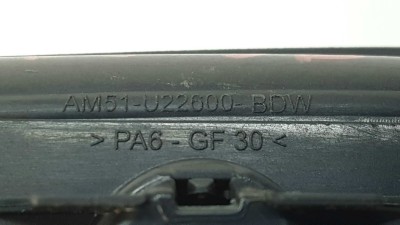 AM51-U22600-BDW
> PA6 - GF 30 <